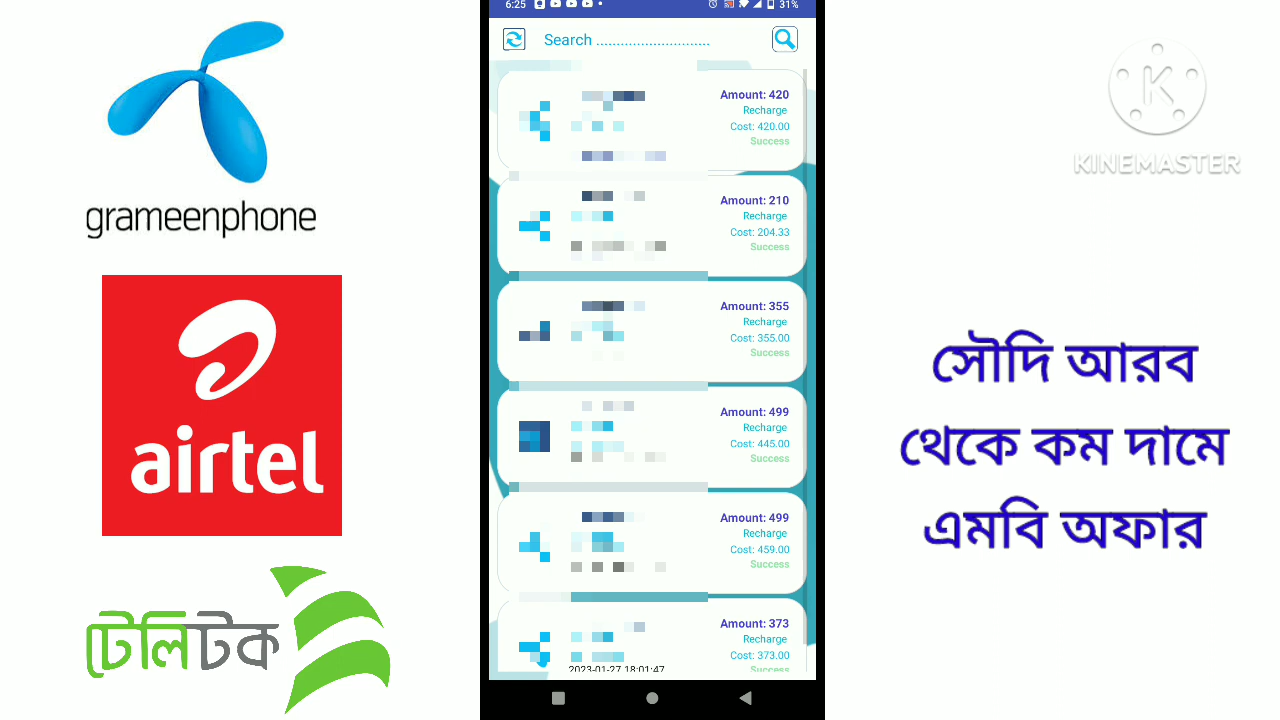 grameenphone
airtel
টেলিটক
6:25
31%
Search ............................
Amount: 420
Recharge
Cost: 420.00
Success
Amount: 210
Recharge
Cost: 204.33
Success
Amount: 355
Recharge
Cost: 355.00
Success
Amount: 499
Recharge
Cost: 445.00
Success
Amount: 499
Recharge
Cost: 459.00
Success
Amount: 373
Recharge
Cost: 373.00
Success
2023-01-27 18:01:47
K
KINEMASTER
সৌদি আরব
থেকে কম দামে
এমবি অফার